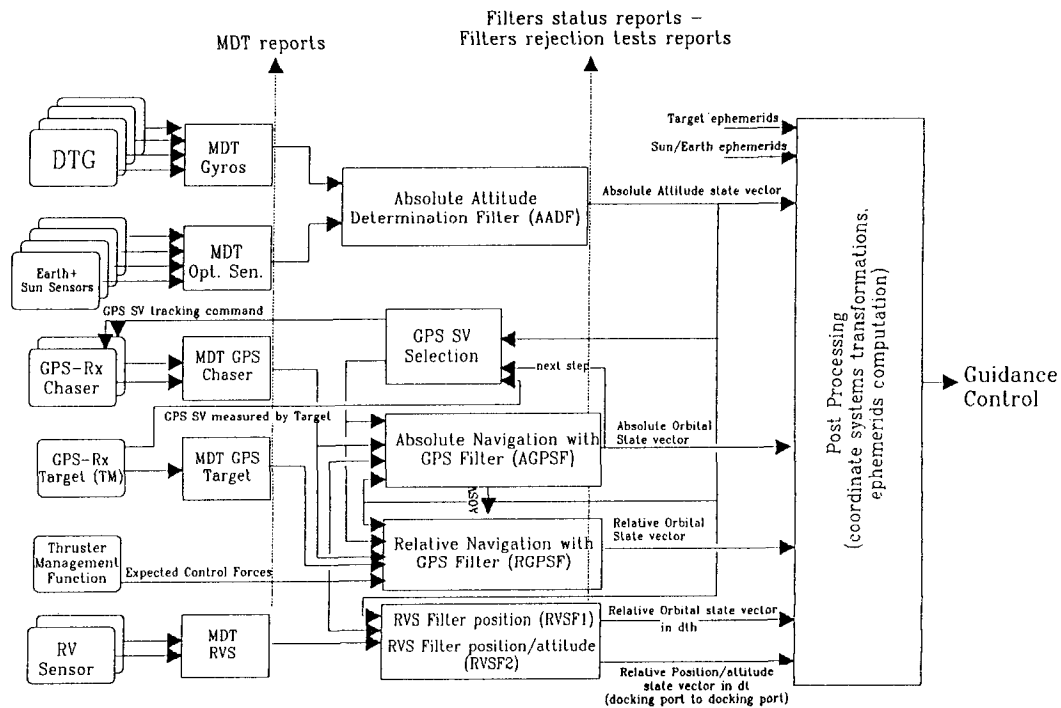 Filters status reports –
Filters rejection tests reports
MDT reports
DTG
MDT
Gyros
Target ephemerids
Sun/Earth ephemerids
Absolute Attitude
Determination Filter (AADF)
Absolute Attitude state vector
Earth+
Sun Sensors
MDT
Opt. Sen.
GPS SV tracking command
GPS SV
Selection
GPS-Rx
Chaser
MDT GPS
Chaser
next step
GPS SV measured by Target
Absolute Navigation with
GPS Filter (AGPSF)
Absolute Orbital
State vector
GPS-Rx
Target (TM)
MDT GPS
Target
ASOV
Relative Navigation with
GPS Filter (RGPSF)
Relative Orbital
State vector
Thruster
Management
Function
Expected Control Forces
RVS Filter position (RVSF1)
RVS Filter position/attitude
(RVSF2)
Relative Orbital state vector
in dth
RV
Sensor
MDT
RVS
Relative Position/attitude
state vector in dt
(docking port to docking port)
Post Processing
(coordinate systems transformations,
ephemerids computation)
Guidance
Control